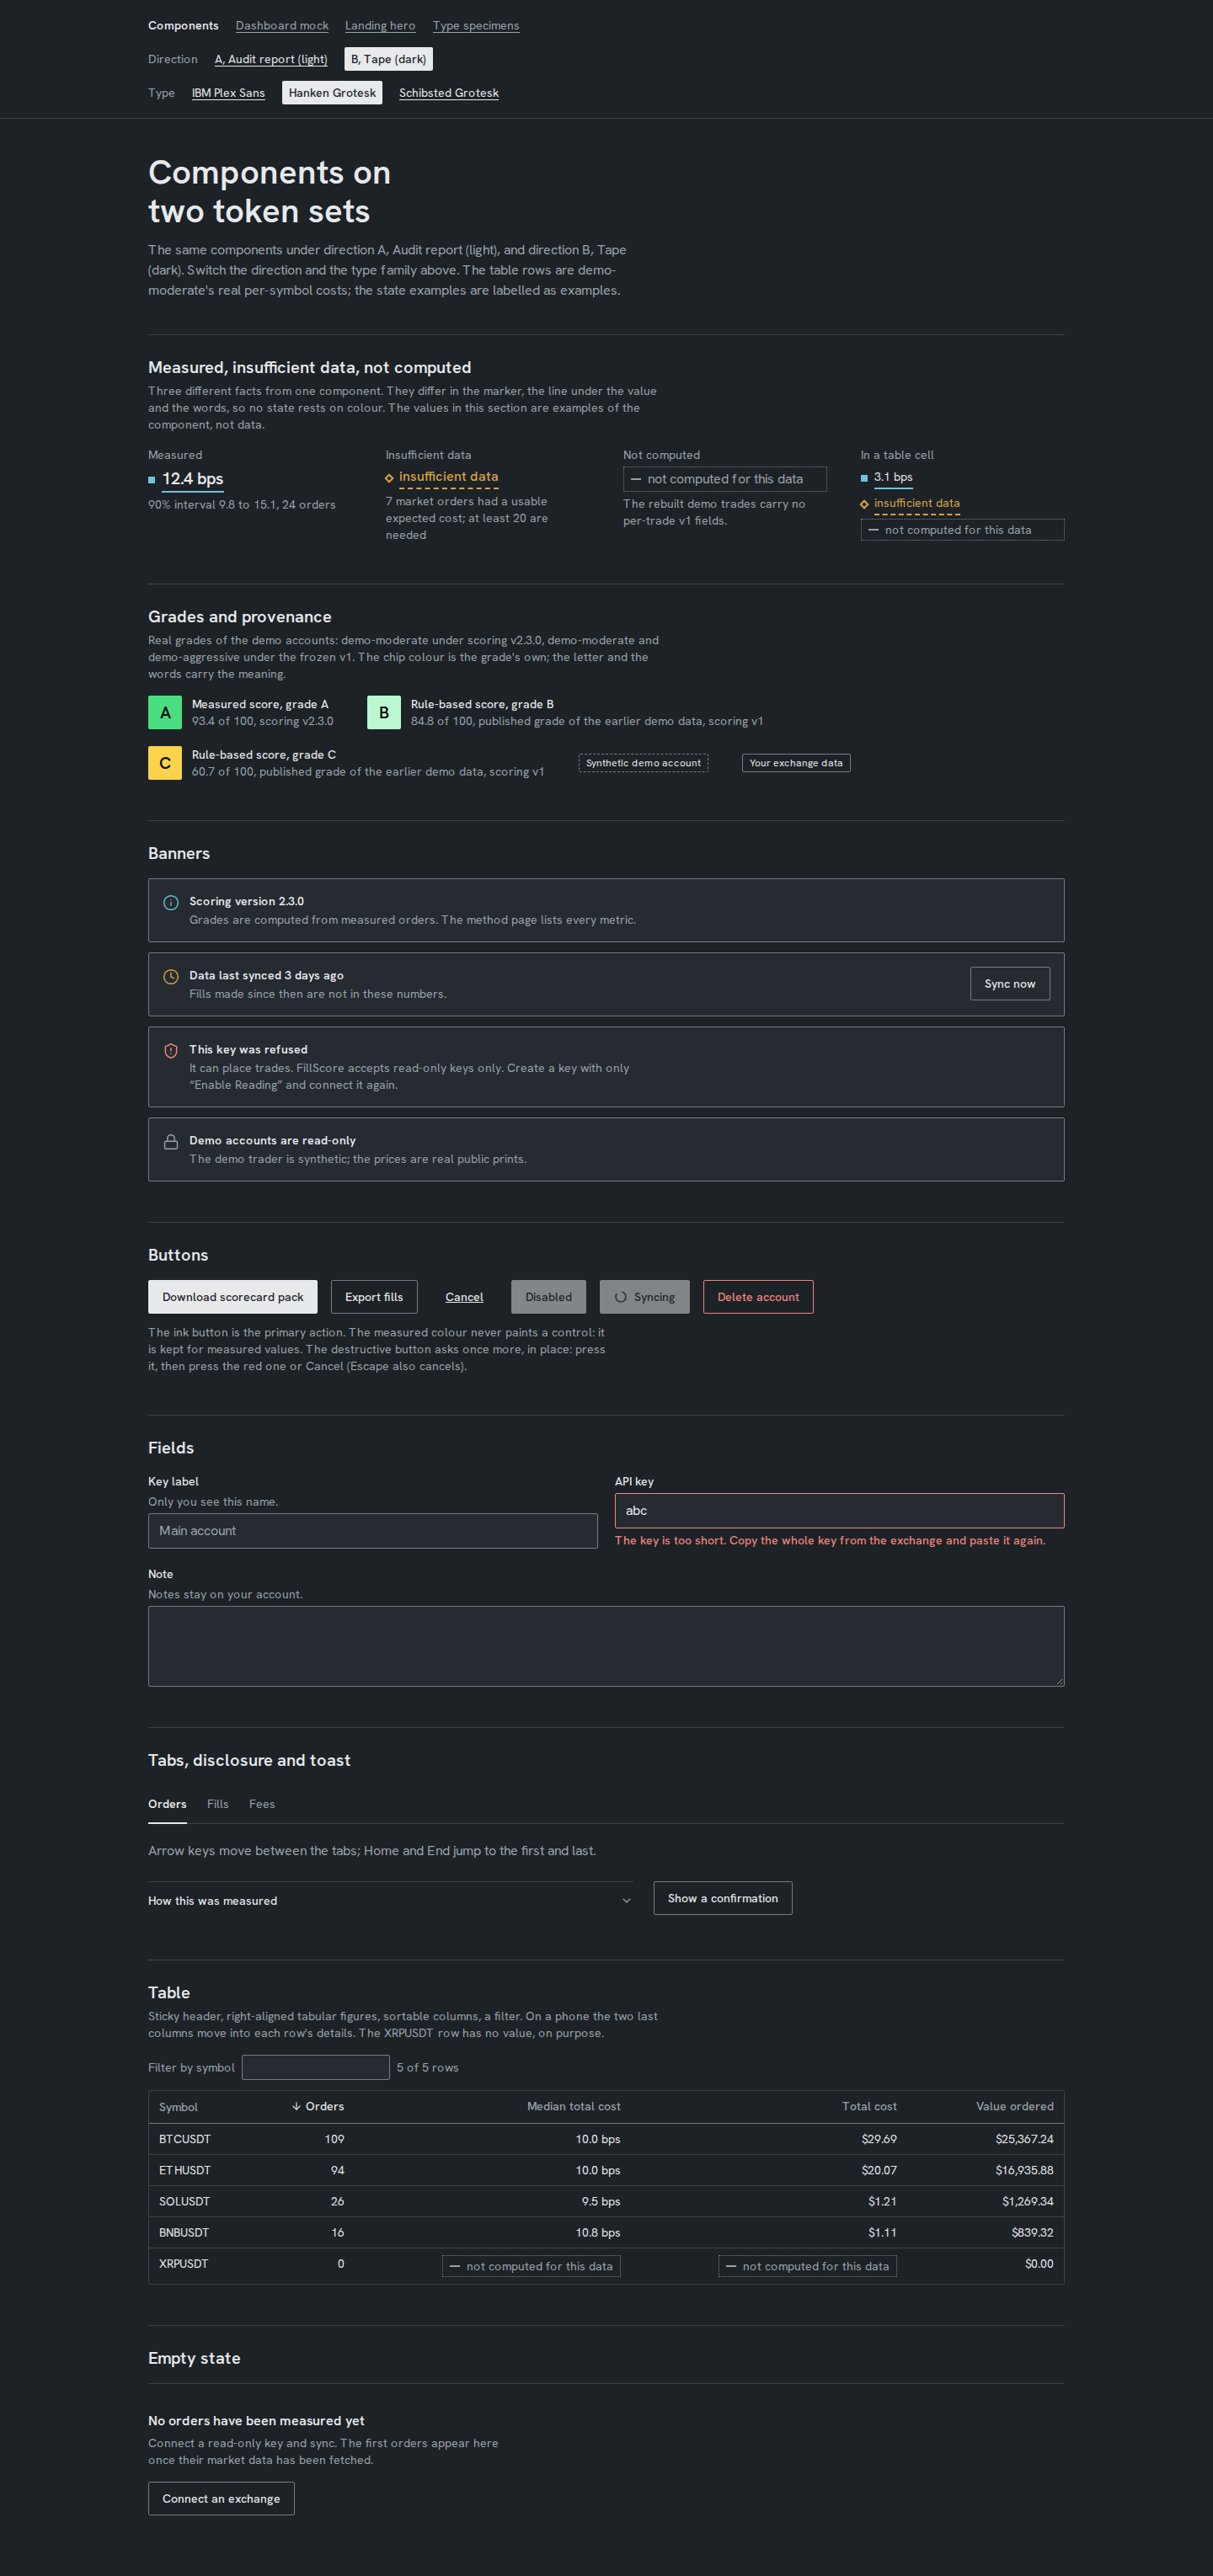 Components Dashboard mock Landing hero Type specimens
Direction A, Audit report (light) B, Tape (dark)
Type IBM Plex Sans Hanken Grotesk Schibsted Grotesk
Components on
two token sets
The same components under direction A, Audit report (light), and direction B, Tape
(dark). Switch the direction and the type family above. The table rows are demo-
moderate's real per-symbol costs; the state examples are labelled as examples.
Measured, insufficient data, not computed
Three different facts from one component. They differ in the marker, the line under the value
and the words, so no state rests on colour. The values in this section are examples of the
component, not data.
Measured
12.4 bps
90% interval 9.8 to 15.1, 24 orders
Insufficient data
insufficient data
7 market orders had a usable
expected cost; at least 20 are
needed
Not computed
— not computed for this data
The rebuilt demo trades carry no
per-trade v1 fields.
In a table cell
3.1 bps
insufficient data
— not computed for this data
Grades and provenance
Real grades of the demo accounts: demo-moderate under scoring v2.3.0, demo-moderate and
demo-aggressive under the frozen v1. The chip colour is the grade's own; the letter and the
words carry the meaning.
A
Measured score, grade A
93.4 of 100, scoring v2.3.0
B
Rule-based score, grade B
84.8 of 100, published grade of the earlier demo data, scoring v1
C
Rule-based score, grade C
60.7 of 100, published grade of the earlier demo data, scoring v1
Synthetic demo account
Your exchange data
Banners
Scoring version 2.3.0
Grades are computed from measured orders. The method page lists every metric.
Data last synced 3 days ago
Fills made since then are not in these numbers.
Sync now
This key was refused
It can place trades. FillScore accepts read-only keys only. Create a key with only
“Enable Reading” and connect it again.
Demo accounts are read-only
The demo trader is synthetic; the prices are real public prints.
Buttons
Download scorecard pack Export fills Cancel Disabled Syncing Delete account
The ink button is the primary action. The measured colour never paints a control: it
is kept for measured values. The destructive button asks once more, in place: press
it, then press the red one or Cancel (Escape also cancels).
Fields
Key label
Only you see this name.
Main account
API key
abc
The key is too short. Copy the whole key from the exchange and paste it again.
Note
Notes stay on your account.
Tabs, disclosure and toast
Orders Fills Fees
Arrow keys move between the tabs; Home and End jump to the first and last.
How this was measured
Show a confirmation
Table
Sticky header, right-aligned tabular figures, sortable columns, a filter. On a phone the two last
columns move into each row's details. The XRPUSDT row has no value, on purpose.
Filter by symbol 5 of 5 rows
Symbol ↓ Orders Median total cost Total cost Value ordered
BTCUSDT 109 10.0 bps $29.69 $25,367.24
ETHUSDT 94 10.0 bps $20.07 $16,935.88
SOLUSDT 26 9.5 bps $1.21 $1,269.34
BNBUSDT 16 10.8 bps $1.11 $839.32
XRPUSDT 0 — not computed for this data — not computed for this data $0.00
Empty state
No orders have been measured yet
Connect a read-only key and sync. The first orders appear here
once their market data has been fetched.
Connect an exchange